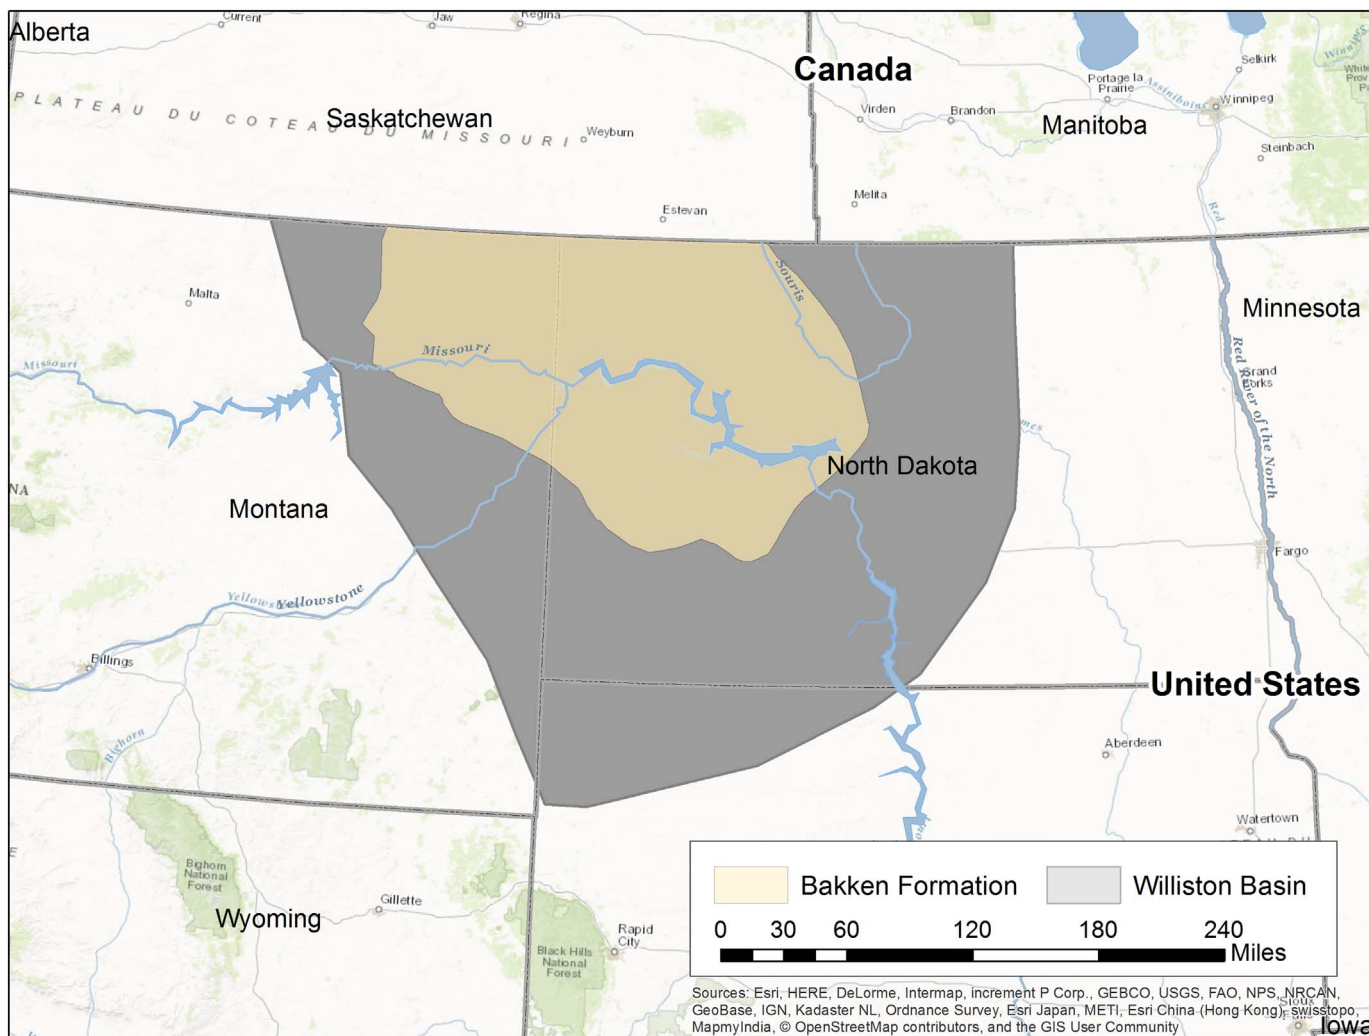 Alberta
Current
Jaw
Regina
Canada
Selkirk
Portage la
Prairie
Assiniboine
Winnipeg
PLATEAU DU COTEAU DU MISSOURI
Saskatchewan
Weyburn
Virden
Brandon
Manitoba
Steinbach
Melita
Estevan
Red
Souris
Malta
Minnesota
Missouri
Missouri
Grand
Forks
Red River of the North
North Dakota
NA
Montana
Fargo
Yellowstone
Billings
United States
Bighorn
Aberdeen
Watertown
Bighorn
National
Forest
Gillette
Wyoming
Rapid
City
Black Hills
National
Forest
Bakken Formation
Williston Basin
0 30 60 120 180 240
Miles
Sources: Esri, HERE, DeLorme, Intermap, increment P Corp., GEBCO, USGS, FAO, NPS, NRCAN,
GeoBase, IGN, Kadaster NL, Ordnance Survey, Esri Japan, METI, Esri China (Hong Kong), swisstopo,
MapmyIndia, © OpenStreetMap contributors, and the GIS User Community
Sioux
Iowa